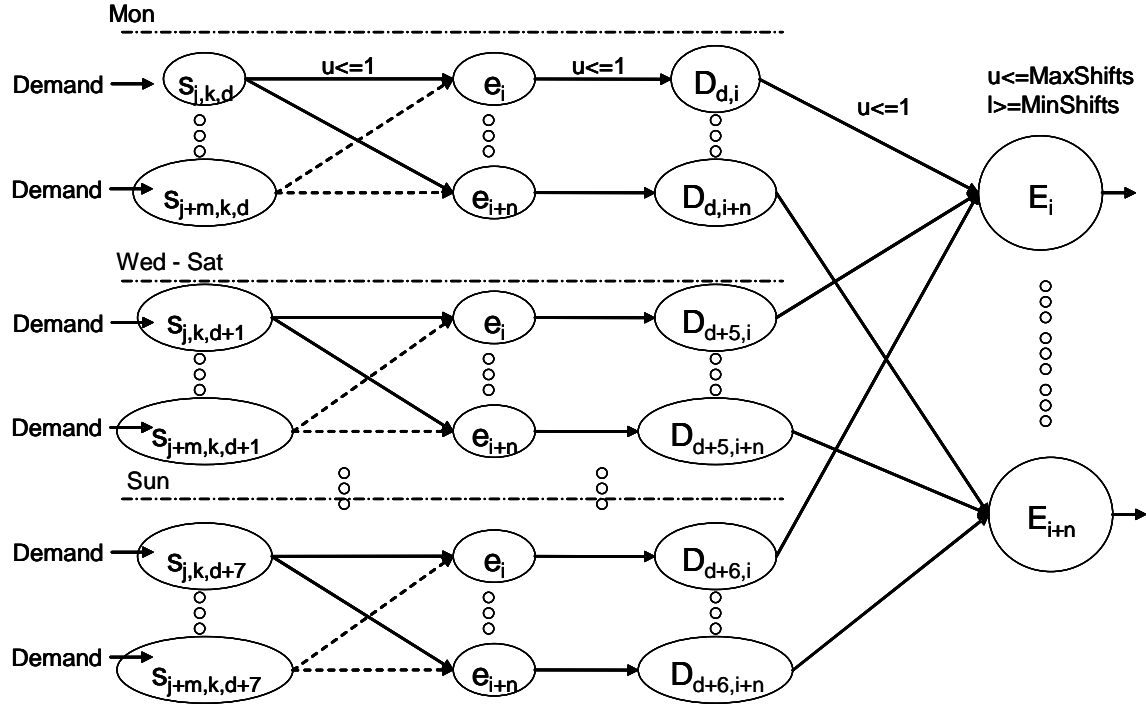 Mon
Demand
s_{j,k,d}
u<=1
e_i
u<=1
D_{d,i}
u<=1
u<=MaxShifts
l>=MinShifts
Demand
s_{j+m,k,d}
e_{i+n}
D_{d,i+n}
E_i
Wed - Sat
Demand
s_{j,k,d+1}
e_i
D_{d+5,i}
Demand
s_{j+m,k,d+1}
e_{i+n}
D_{d+5,i+n}
Sun
E_{i+n}
Demand
s_{j,k,d+7}
e_i
D_{d+6,i}
Demand
s_{j+m,k,d+7}
e_{i+n}
D_{d+6,i+n}